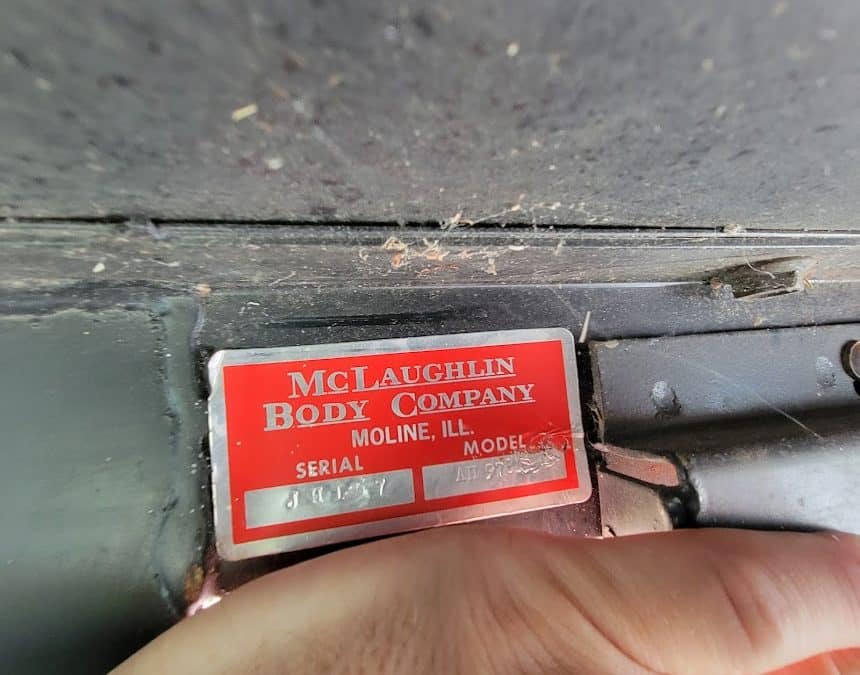 McLAUGHLIN
BODY COMPANY
MOLINE, ILL.
SERIAL
MODEL